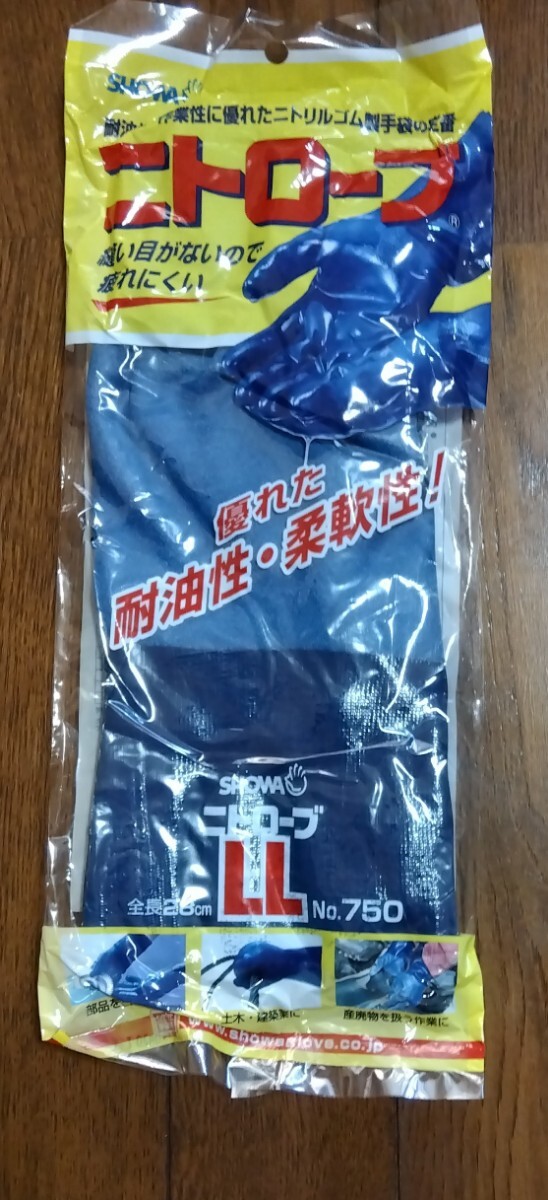 SHOWA
耐油 作業性に優れたニトリルゴム製手袋の定番
ニトローブ®
縫い目がないので
疲れにくい
優れた
耐油性・柔軟性!
SHOWA
ニトローブ
LL
全長28cm
No.750
部品を
土木・建築業に
産廃物を扱う作業に
www.showaglove.co.jp